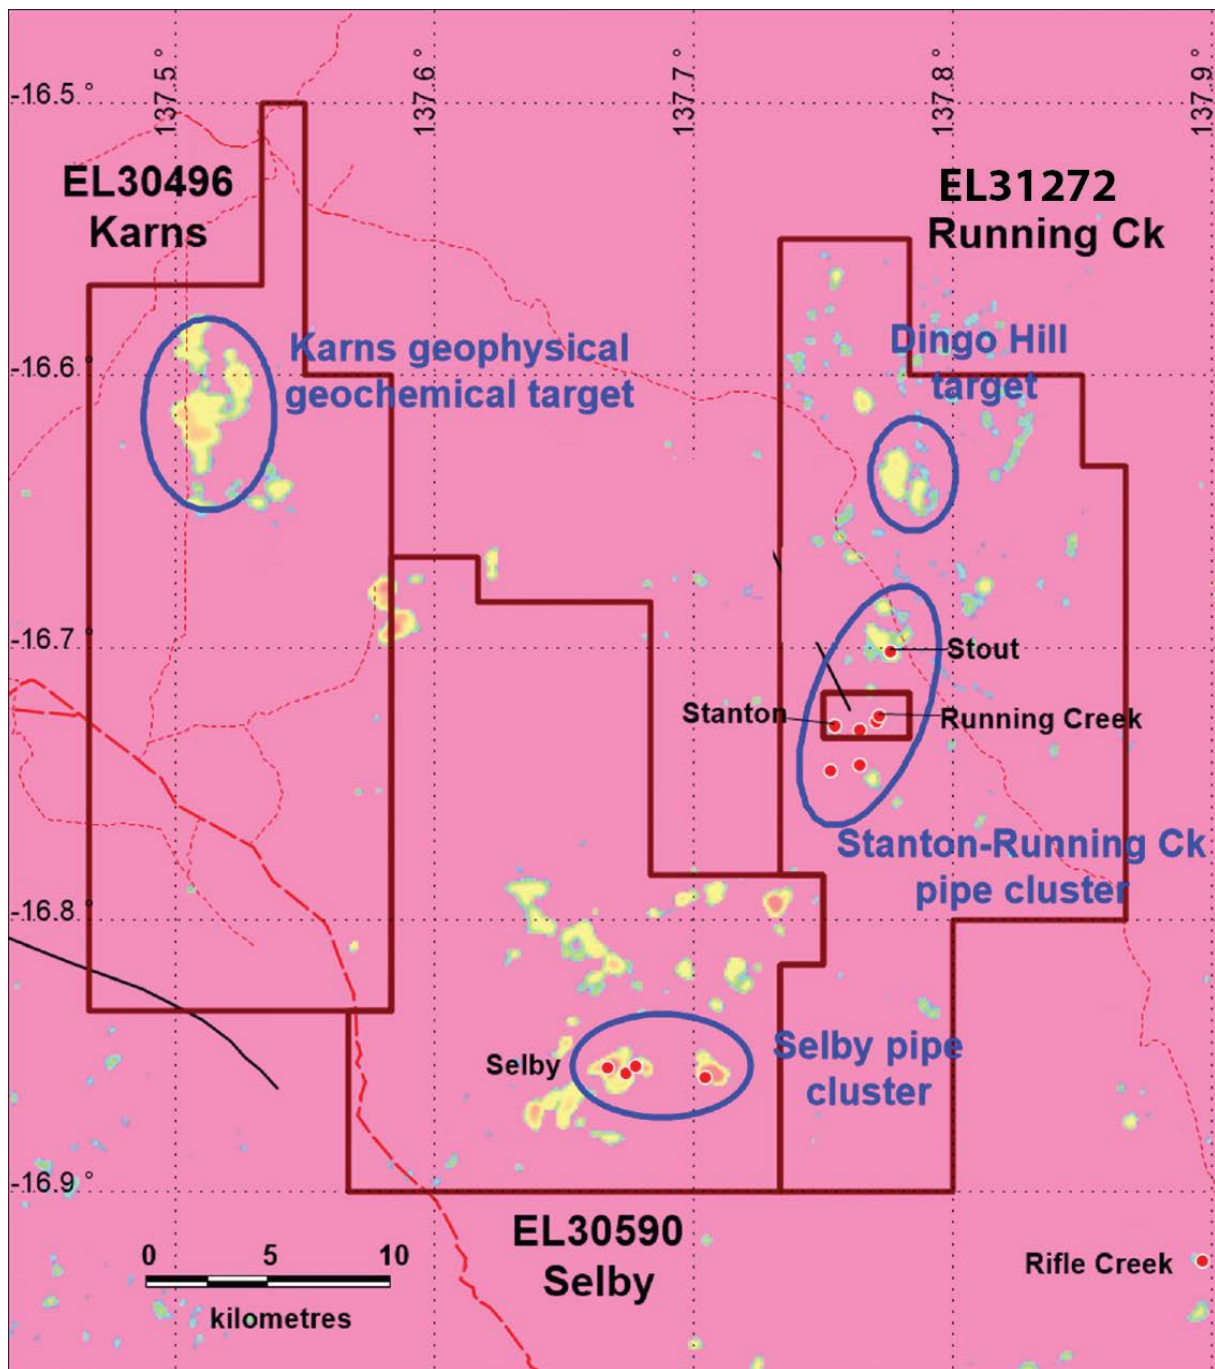 137.5 °
137.6 °
137.7 °
137.8 °
137.9 °
-16.5 °
EL30496
Karns
EL31272
Running Ck
Karns geophysical
geochemical target
Dingo Hill
target
-16.6 °
-16.7 °
Stout
Stanton
Running Creek
Stanton-Running Ck
pipe cluster
-16.8 °
Selby
Selby pipe
cluster
-16.9 °
EL30590
Selby
0 5 10
kilometres
Rifle Creek